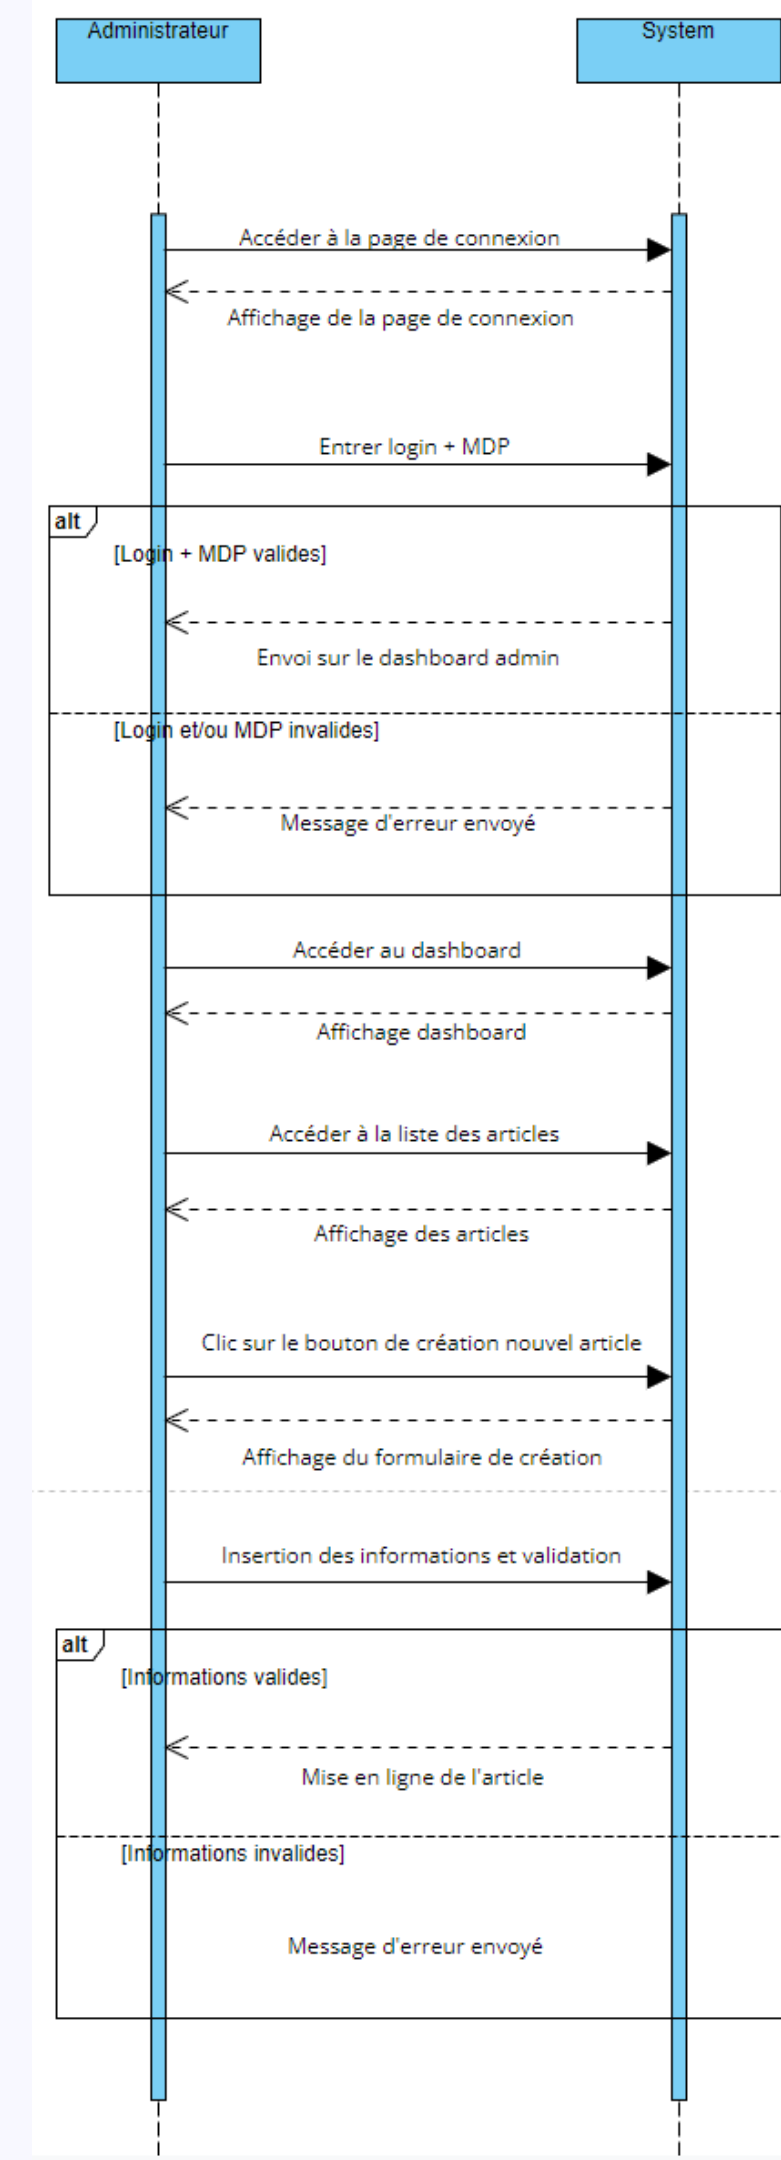 Administrateur
System
Accéder à la page de connexion
Affichage de la page de connexion
Entrer login + MDP
alt
[Login + MDP valides]
Envoi sur le dashboard admin
[Login et/ou MDP invalides]
Message d'erreur envoyé
Accéder au dashboard
Affichage dashboard
Accéder à la liste des articles
Affichage des articles
Clic sur le bouton de création nouvel article
Affichage du formulaire de création
Insertion des informations et validation
alt
[Informations valides]
Mise en ligne de l'article
[Informations invalides]
Message d'erreur envoyé